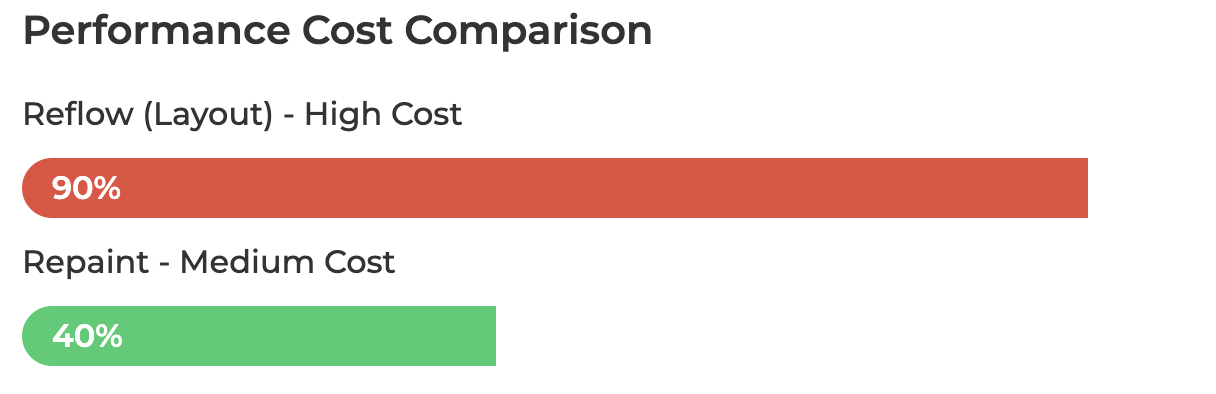 Performance Cost Comparison
Reflow (Layout) - High Cost
90%
Repaint - Medium Cost
40%